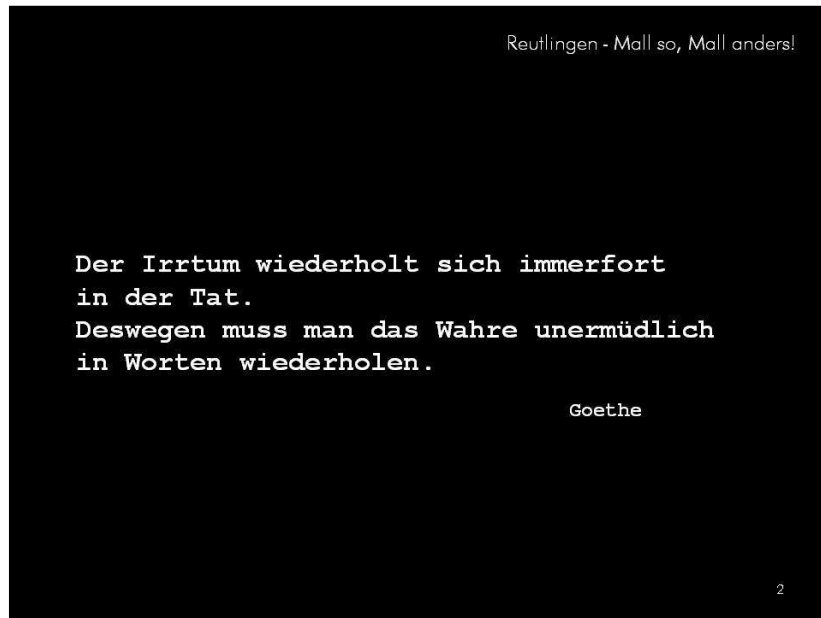 Reutlingen - Mall so, Mall anders!
Der Irrtum wiederholt sich immerfort
in der Tat.
Deswegen muss man das Wahre unermüdlich
in Worten wiederholen.
Goethe
2